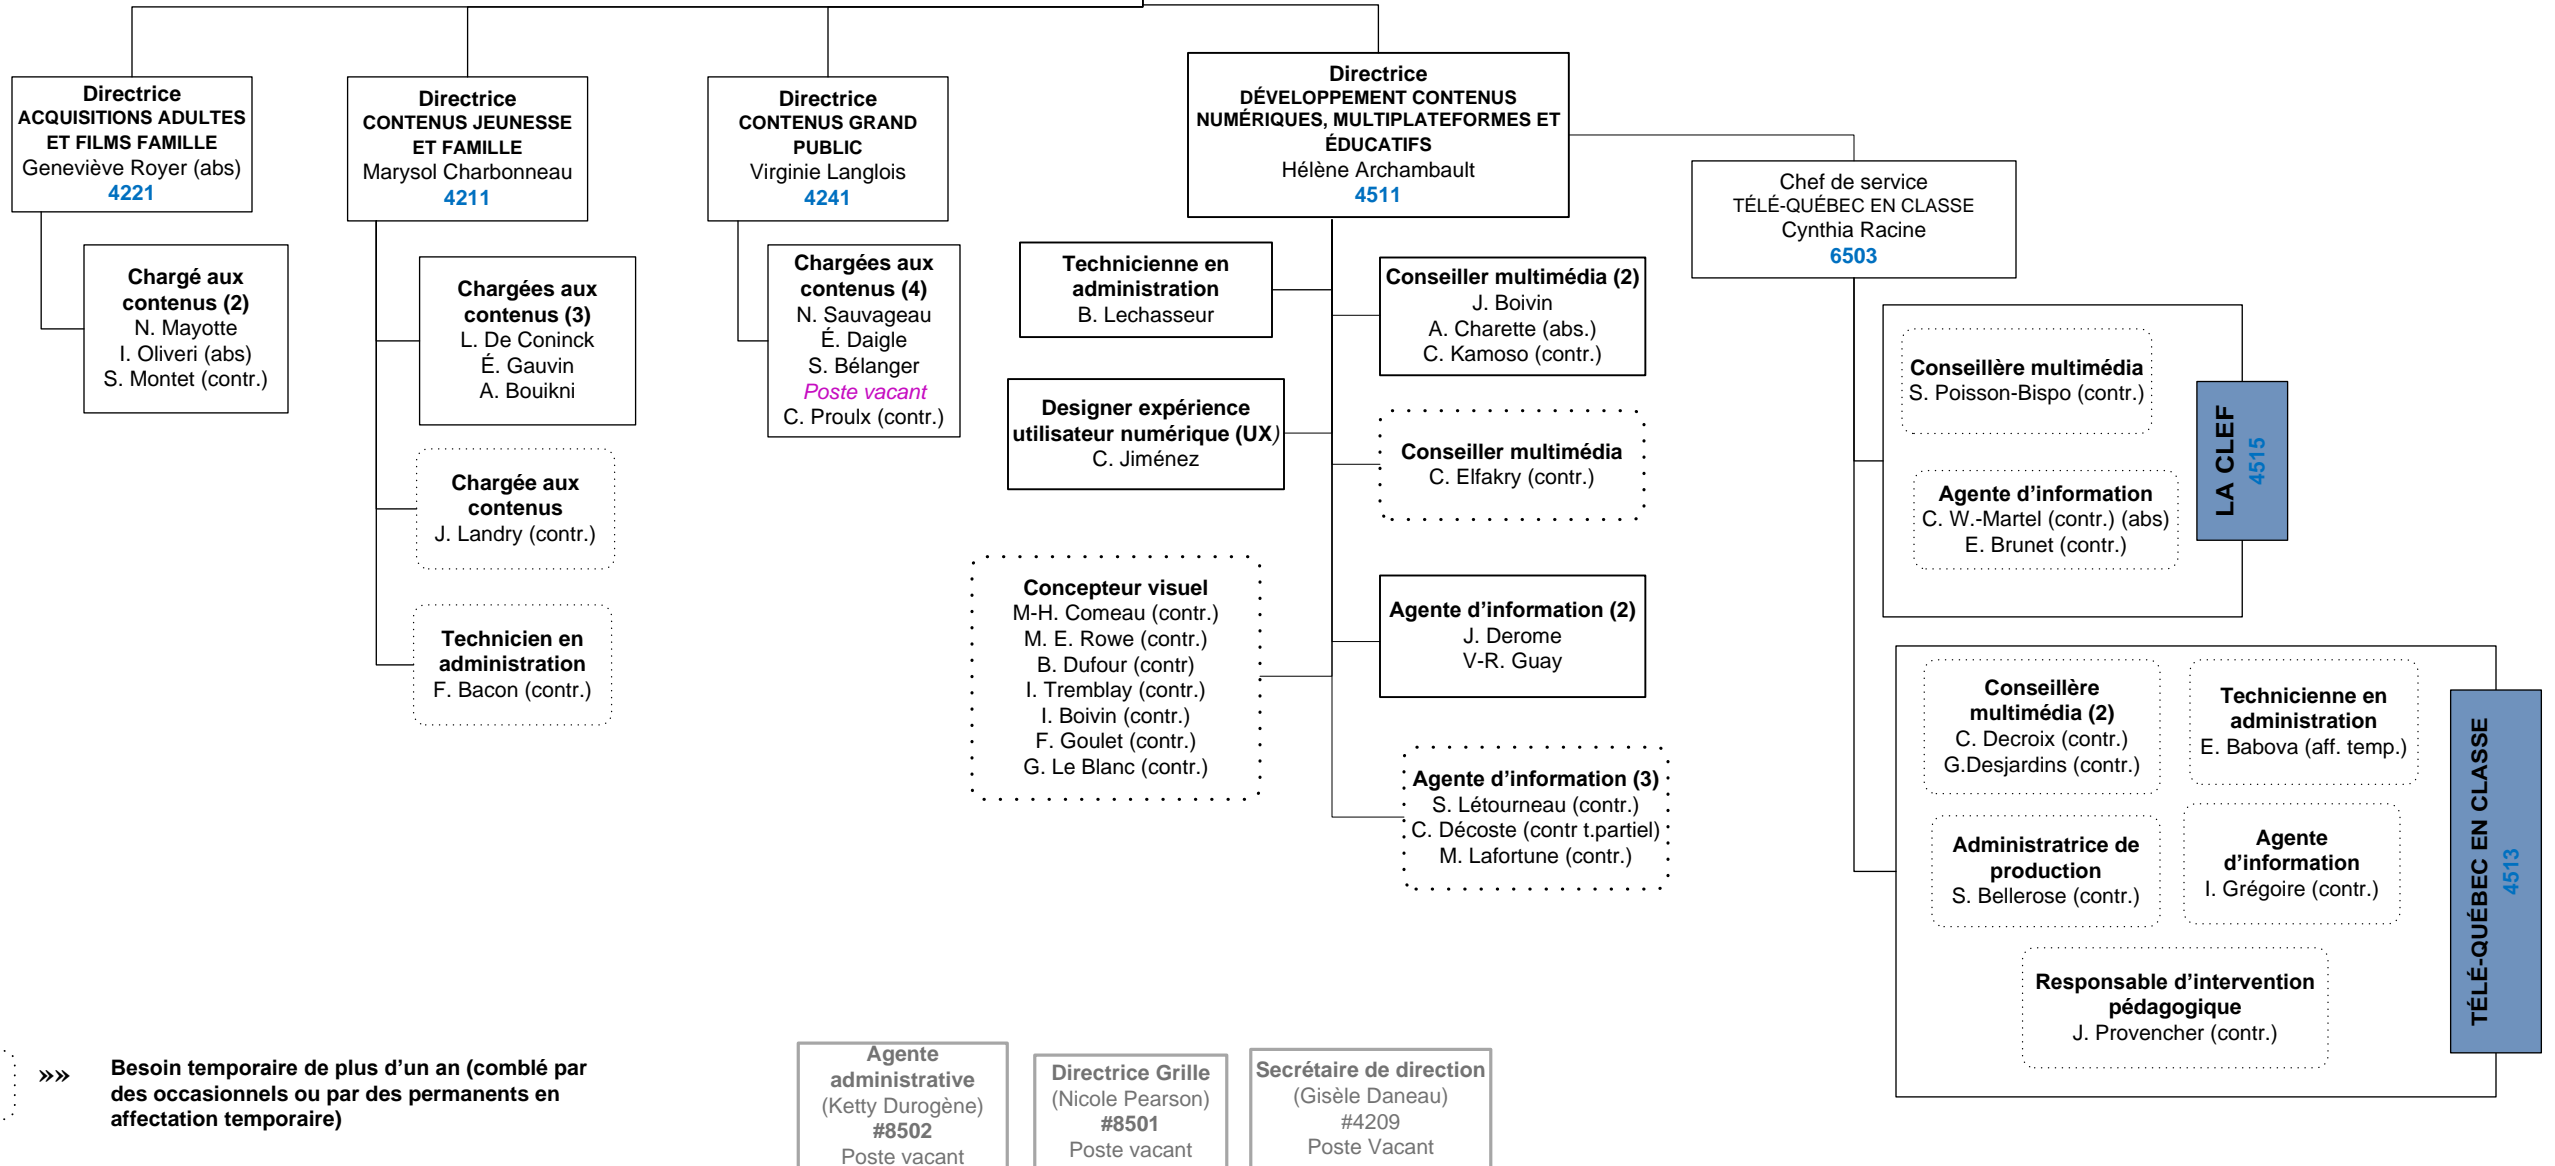 Directrice
ACQUISITIONS ADULTES
ET FILMS FAMILLE
Geneviève Royer (abs)
4221
Chargé aux
contenus (2)
N. Mayotte
I. Oliveri (abs)
S. Montet (contr.)
Directrice
CONTENUS JEUNESSE
ET FAMILLE
Marysol Charbonneau
4211
Chargées aux
contenus (3)
L. De Coninck
É. Gauvin
A. Bouikni
Chargée aux
contenus
J. Landry (contr.)
Technicien en
administration
F. Bacon (contr.)
Directrice
CONTENUS GRAND
PUBLIC
Virginie Langlois
4241
Chargées aux
contenus (4)
N. Sauvageau
É. Daigle
S. Bélanger
Poste vacant
C. Proulx (contr.)
Directrice
DÉVELOPPEMENT CONTENUS
NUMÉRIQUES, MULTIPLATEFORMES ET
ÉDUCATIFS
Hélène Archambault
4511
Technicienne en
administration
B. Lechasseur
Designer expérience
utilisateur numérique (UX)
C. Jiménez
Concepteur visuel
M-H. Comeau (contr.)
M. E. Rowe (contr.)
B. Dufour (contr)
I. Tremblay (contr.)
I. Boivin (contr.)
F. Goulet (contr.)
G. Le Blanc (contr.)
Conseiller multimédia (2)
J. Boivin
A. Charette (abs.)
C. Kamoso (contr.)
Conseiller multimédia
C. Elfakry (contr.)
Agente d’information (2)
J. Derome
V-R. Guay
Agente d’information (3)
S. Létourneau (contr.)
C. Décoste (contr t.partiel)
M. Lafortune (contr.)
Chef de service
TÉLÉ-QUÉBEC EN CLASSE
Cynthia Racine
6503
Conseillère multimédia
S. Poisson-Bispo (contr.)
Agente d’information
C. W.-Martel (contr.) (abs)
E. Brunet (contr.)
LA CLEF
4515
Conseillère
multimédia (2)
C. Decroix (contr.)
G.Desjardins (contr.)
Technicienne en
administration
E. Babova (aff. temp.)
Administratrice de
production
S. Bellerose (contr.)
Agente
d’information
I. Grégoire (contr.)
Responsable d’intervention
pédagogique
J. Provencher (contr.)
TÉLÉ-QUÉBEC EN CLASSE
4513
»» Besoin temporaire de plus d’un an (comblé par
des occasionnels ou par des permanents en
affectation temporaire)
Agente
administrative
(Ketty Durogène)
#8502
Poste vacant
Directrice Grille
(Nicole Pearson)
#8501
Poste vacant
Secrétaire de direction
(Gisèle Daneau)
#4209
Poste Vacant